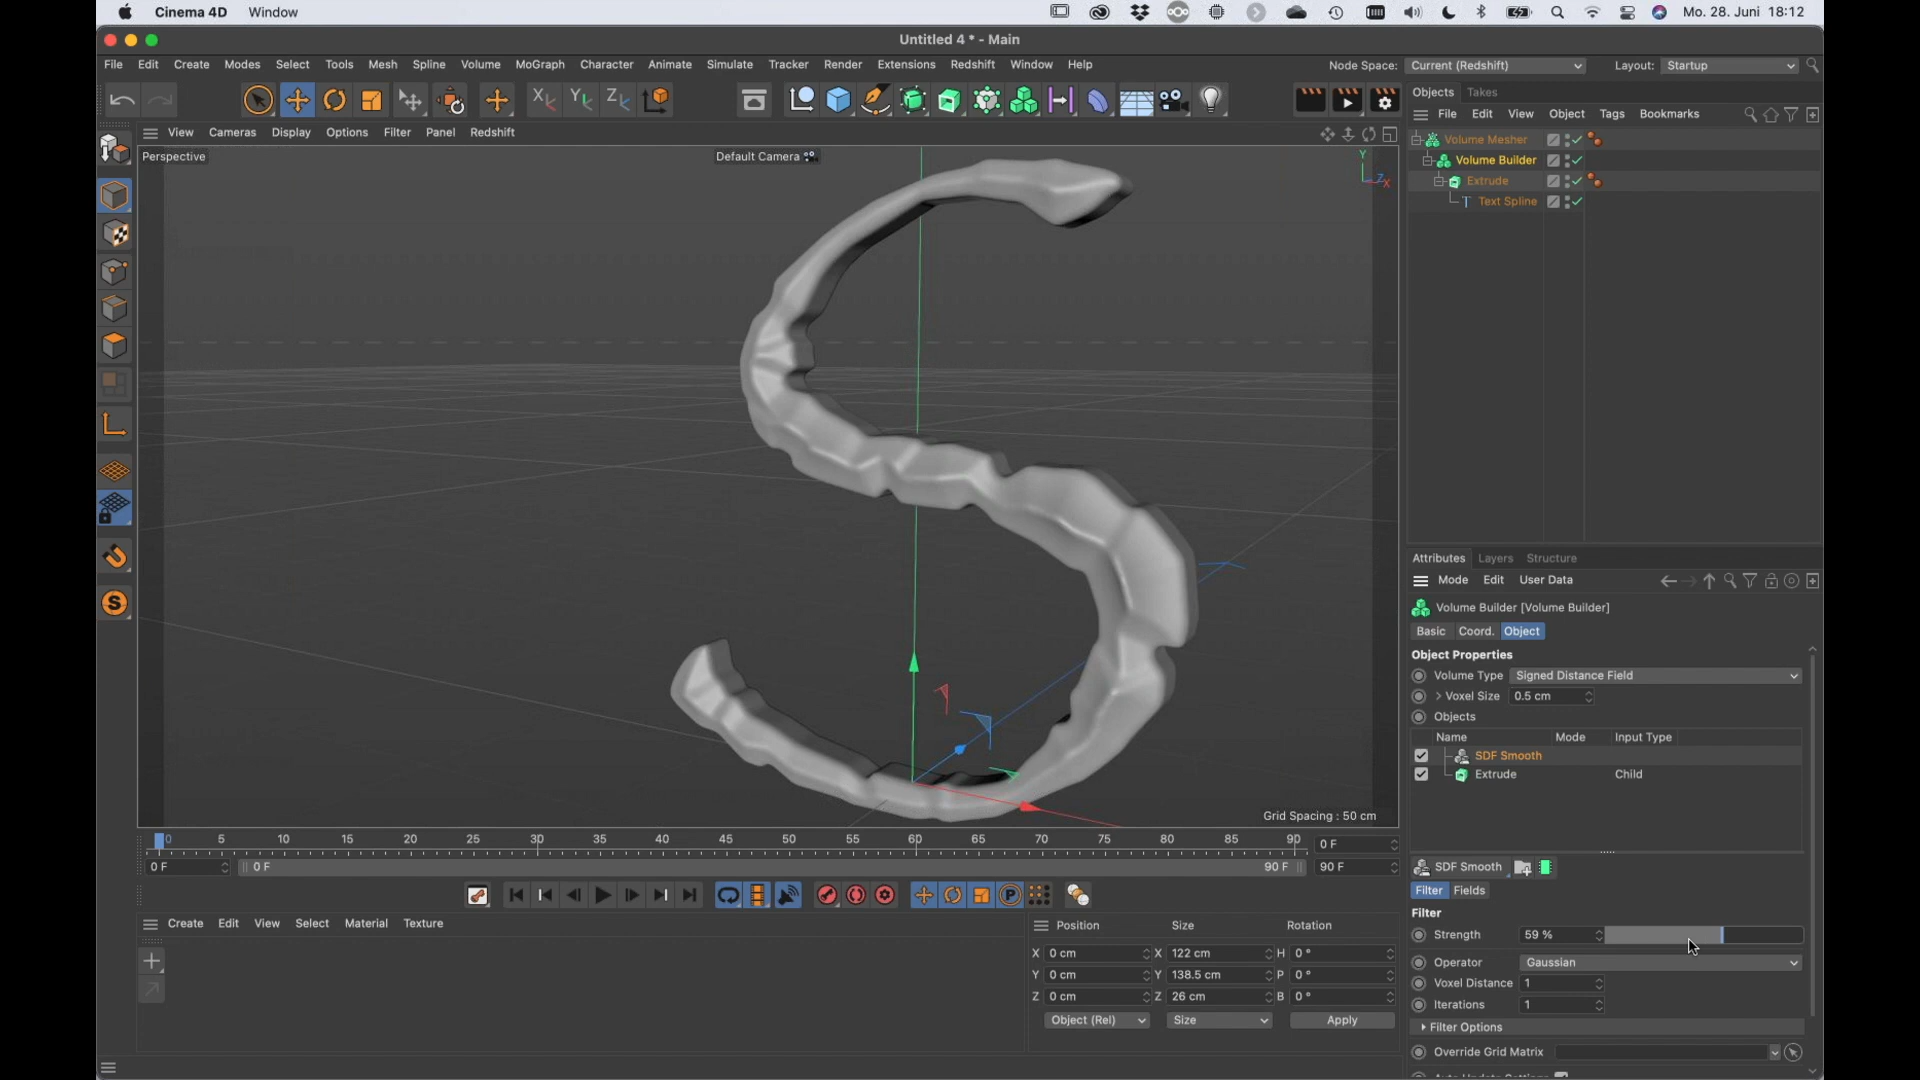 Cinema 4D Window
Mo. 28. Juni 18:12
Untitled 4 * - Main
File Edit Create Modes Select Tools Mesh Spline Volume MoGraph Character Animate Simulate Tracker Render Extensions Redshift Window Help
Node Space: Current (Redshift) Layout: Startup
Objects Takes
File Edit View Object Tags Bookmarks
View Cameras Display Options Filter Panel Redshift
Perspective
Default Camera
Y
Z
X
Volume Mesher
Volume Builder
Extrude
Text Spline
Grid Spacing : 50 cm
Attributes Layers Structure
Mode Edit User Data
Volume Builder [Volume Builder]
Basic Coord. Object
Object Properties
Volume Type Signed Distance Field
Voxel Size 0.5 cm
Objects
Name Mode Input Type
SDF Smooth
Extrude Child
SDF Smooth
Filter Fields
Filter
Strength 59 %
Operator Gaussian
Voxel Distance 1
Iterations 1
Filter Options
Override Grid Matrix
0 5 10 15 20 25 30 35 40 45 50 55 60 65 70 75 80 85 90 0 F
0 F 0 F 90 F 90 F
Create Edit View Select Material Texture
Position Size Rotation
X 0 cm X 122 cm H 0 °
Y 0 cm Y 138.5 cm P 0 °
Z 0 cm Z 26 cm B 0 °
Object (Rel) Size Apply